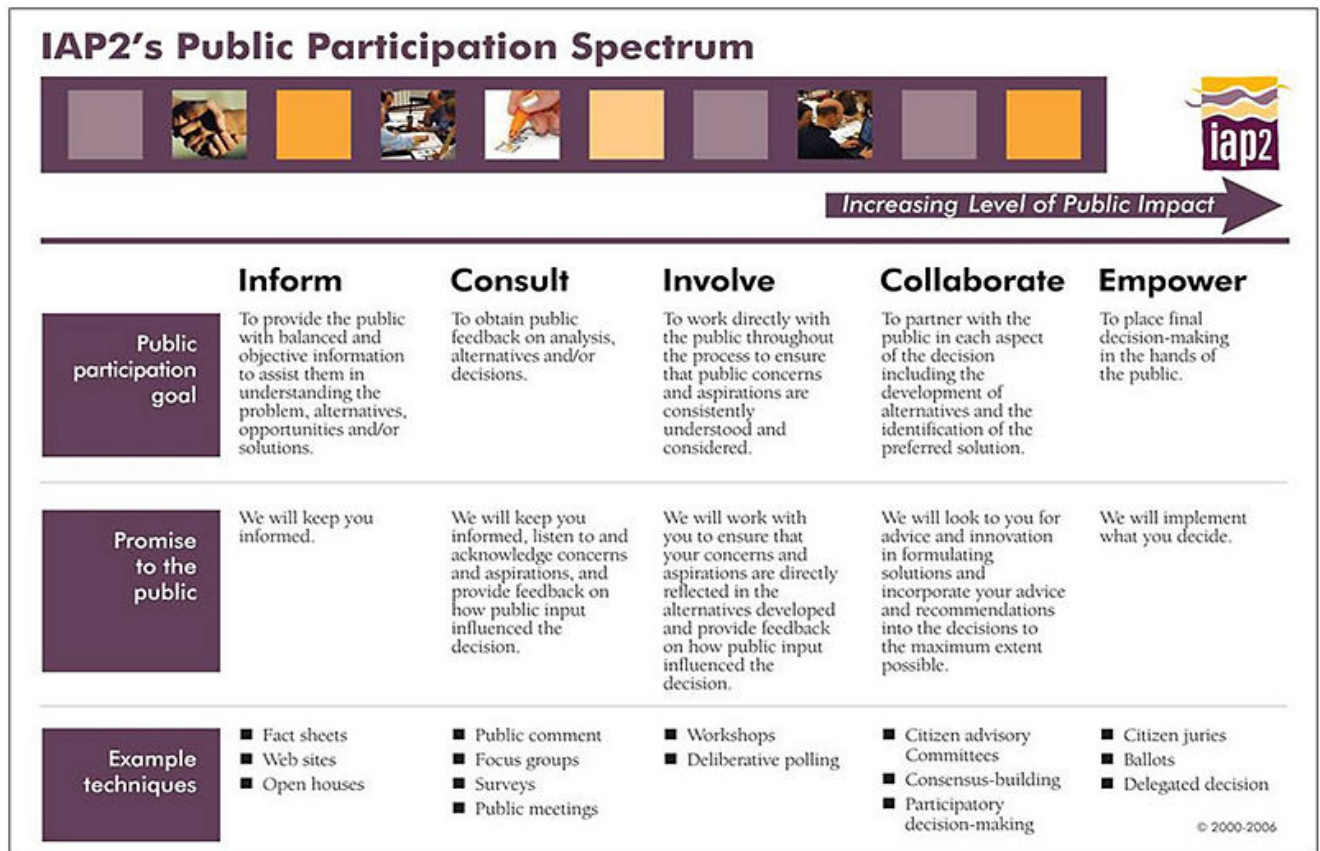 IAP2's Public Participation Spectrum
iap2
Increasing Level of Public Impact
Inform
Consult
Involve
Collaborate
Empower
Public
participation
goal
To provide the public
with balanced and
objective information
to assist them in
understanding the
problem, alternatives,
opportunities and/or
solutions.
To obtain public
feedback on analysis,
alternatives and/or
decisions.
To work directly with
the public throughout
the process to ensure
that public concerns
and aspirations are
consistently
understood and
considered.
To partner with the
public in each aspect
of the decision
including the
development of
alternatives and the
identification of the
preferred solution.
To place final
decision-making
in the hands of
the public.
Promise
to the
public
We will keep you
informed.
We will keep you
informed, listen to and
acknowledge concerns
and aspirations, and
provide feedback on
how public input
influenced the
decision.
We will work with
you to ensure that
your concerns and
aspirations are directly
reflected in the
alternatives developed
and provide feedback
on how public input
influenced the
decision.
We will look to you for
advice and innovation
in formulating
solutions and
incorporate your advice
and recommendations
into the decisions to
the maximum extent
possible.
We will implement
what you decide.
Example
techniques
■ Fact sheets
■ Web sites
■ Open houses
■ Public comment
■ Focus groups
■ Surveys
■ Public meetings
■ Workshops
■ Deliberative polling
■ Citizen advisory
Committees
■ Consensus-building
■ Participatory
decision-making
■ Citizen juries
■ Ballots
■ Delegated decision
© 2000-2006